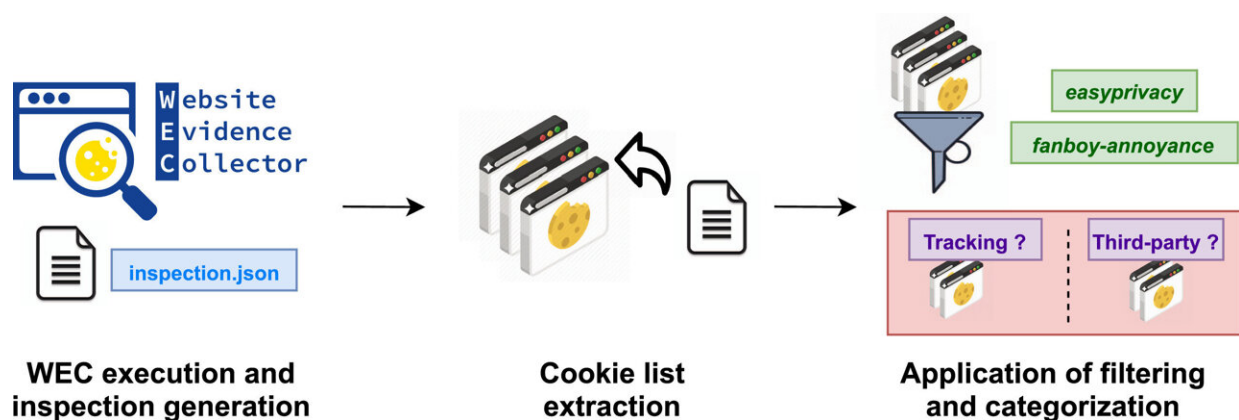 Website
Evidence
Collector
inspection.json
WEC execution and
inspection generation
Cookie list
extraction
easyprivacy
fanboy-annoyance
Tracking ?
Third-party ?
Application of filtering
and categorization